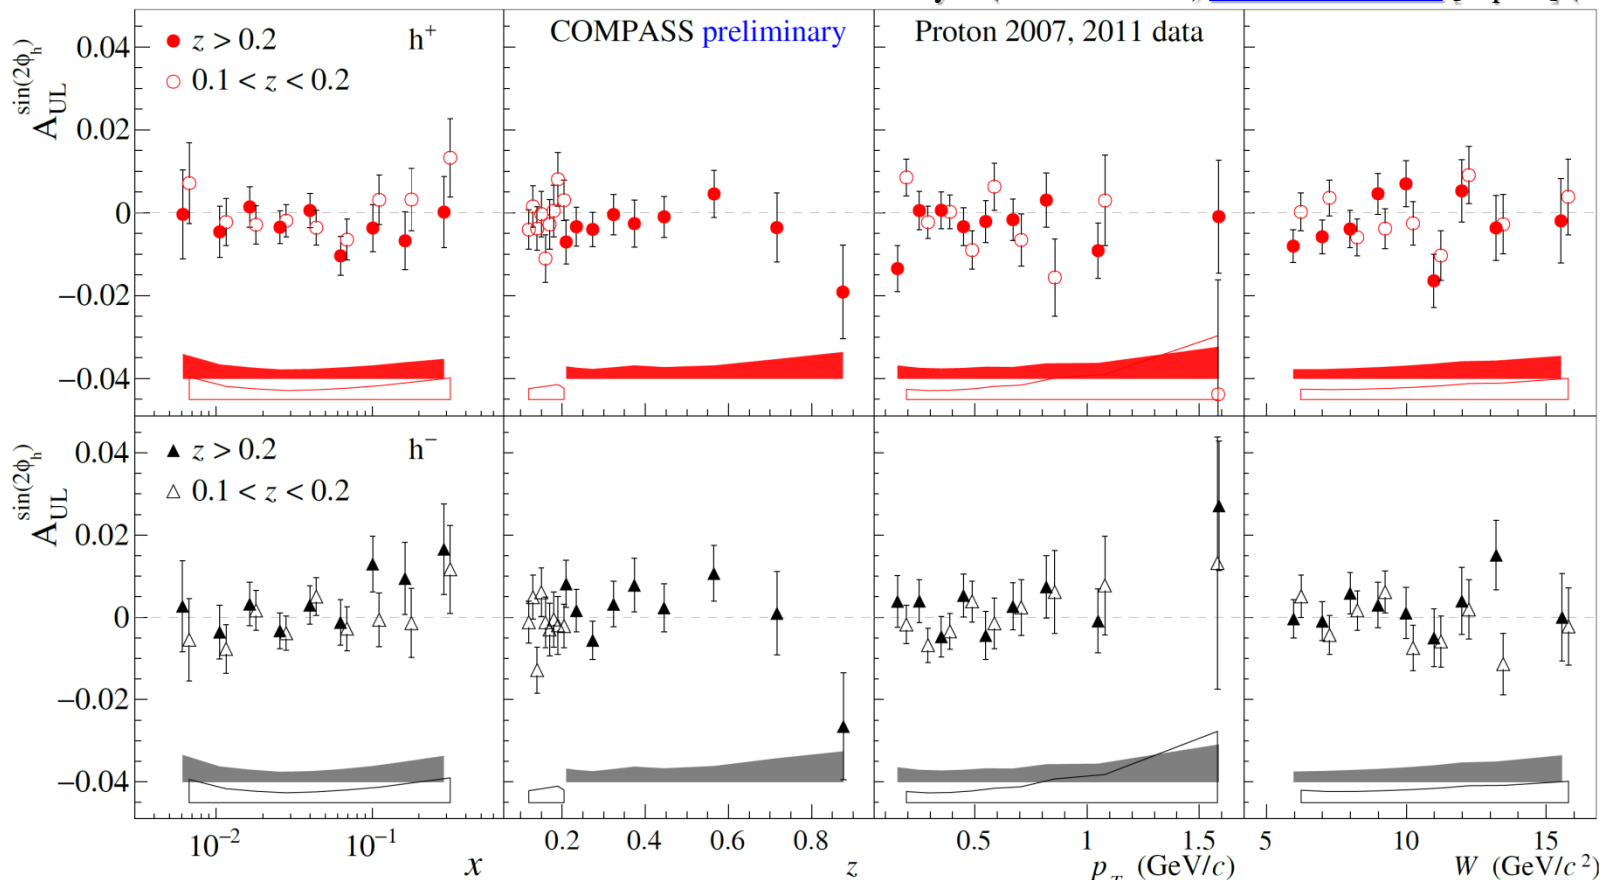 0.04 ● z > 0.2 h⁺ COMPASS preliminary Proton 2007, 2011 data
○ 0.1 < z < 0.2
A_UL^sin(2ϕ_h)
0.02
0
−0.02
−0.04
▲ z > 0.2 h⁻
0.04
△ 0.1 < z < 0.2
A_UL^sin(2ϕ_h)
0.02
0
−0.02
−0.04
10⁻² 10⁻¹ 0.2 0.4 0.6 0.8 0.5 1 1.5 5 10 15
x z p_T (GeV/c) W (GeV/c²)